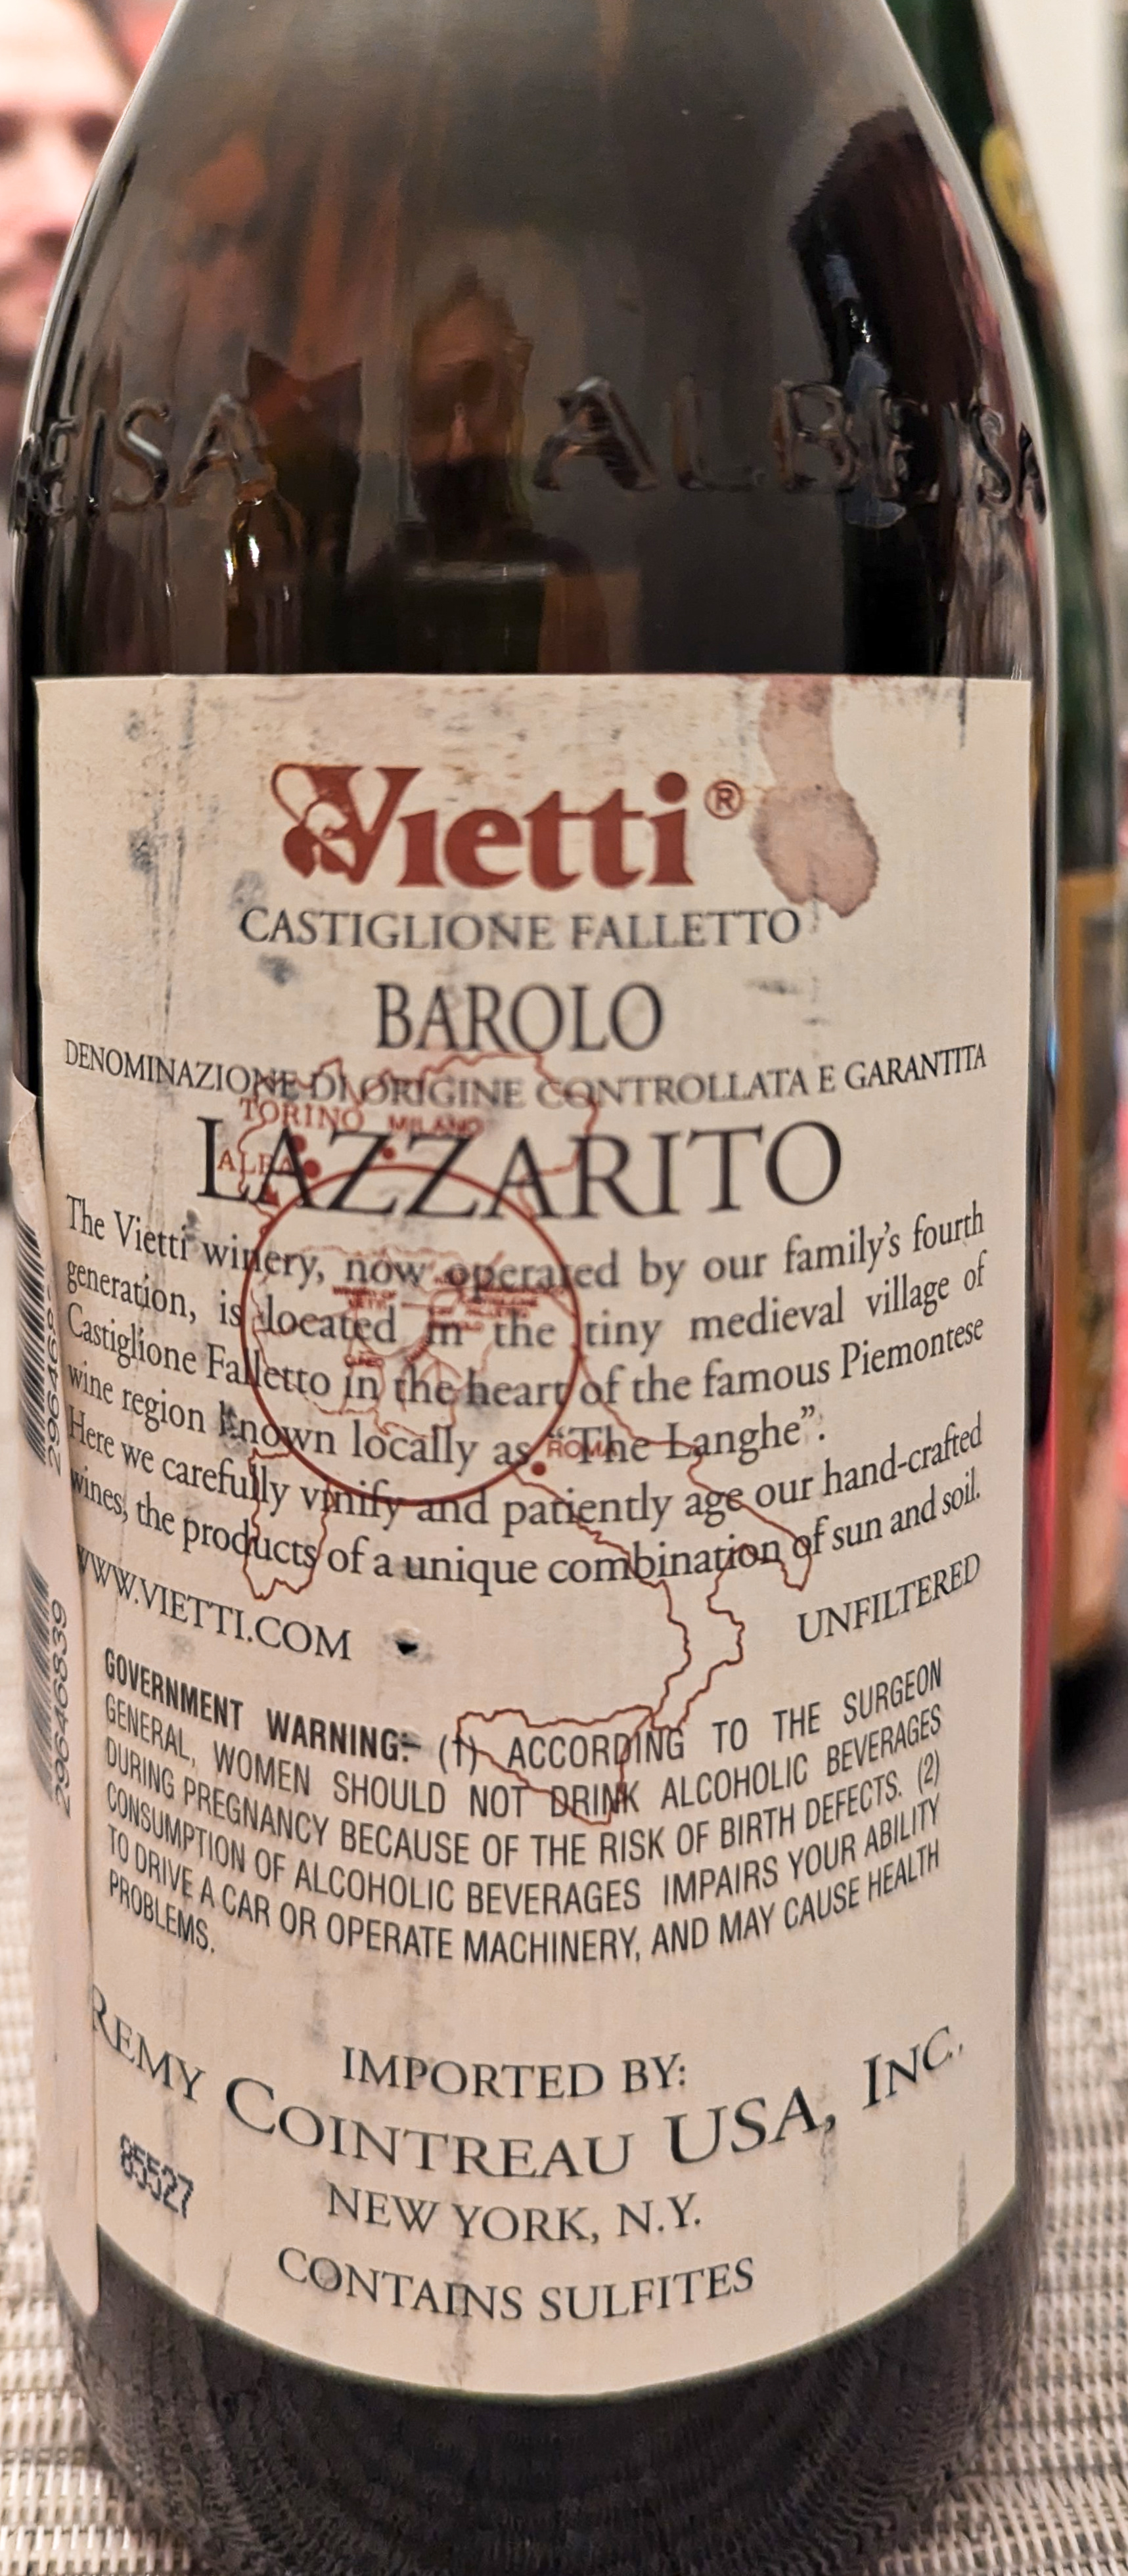 EISA ALBEISA
Vietti®
CASTIGLIONE FALLETTO
BAROLO
DENOMINAZIONE DI ORIGINE CONTROLLATA E GARANTITA
TORINO MILANO
ALBA
LAZZARITO
The Vietti winery, now operated by our family's fourth
generation, is located in the tiny medieval village of
Castiglione Falletto in the heart of the famous Piemontese
wine region known locally as “The Langhe”.
ROMA
Here we carefully vinify and patiently age our hand-crafted
wines, the products of a unique combination of sun and soil.
WWW.VIETTI.COM
UNFILTERED
GOVERNMENT WARNING: (1) ACCORDING TO THE SURGEON
GENERAL, WOMEN SHOULD NOT DRINK ALCOHOLIC BEVERAGES
DURING PREGNANCY BECAUSE OF THE RISK OF BIRTH DEFECTS. (2)
CONSUMPTION OF ALCOHOLIC BEVERAGES IMPAIRS YOUR ABILITY
TO DRIVE A CAR OR OPERATE MACHINERY, AND MAY CAUSE HEALTH
PROBLEMS.
IMPORTED BY:
REMY COINTREAU USA, INC.
NEW YORK, N.Y.
CONTAINS SULFITES
85527